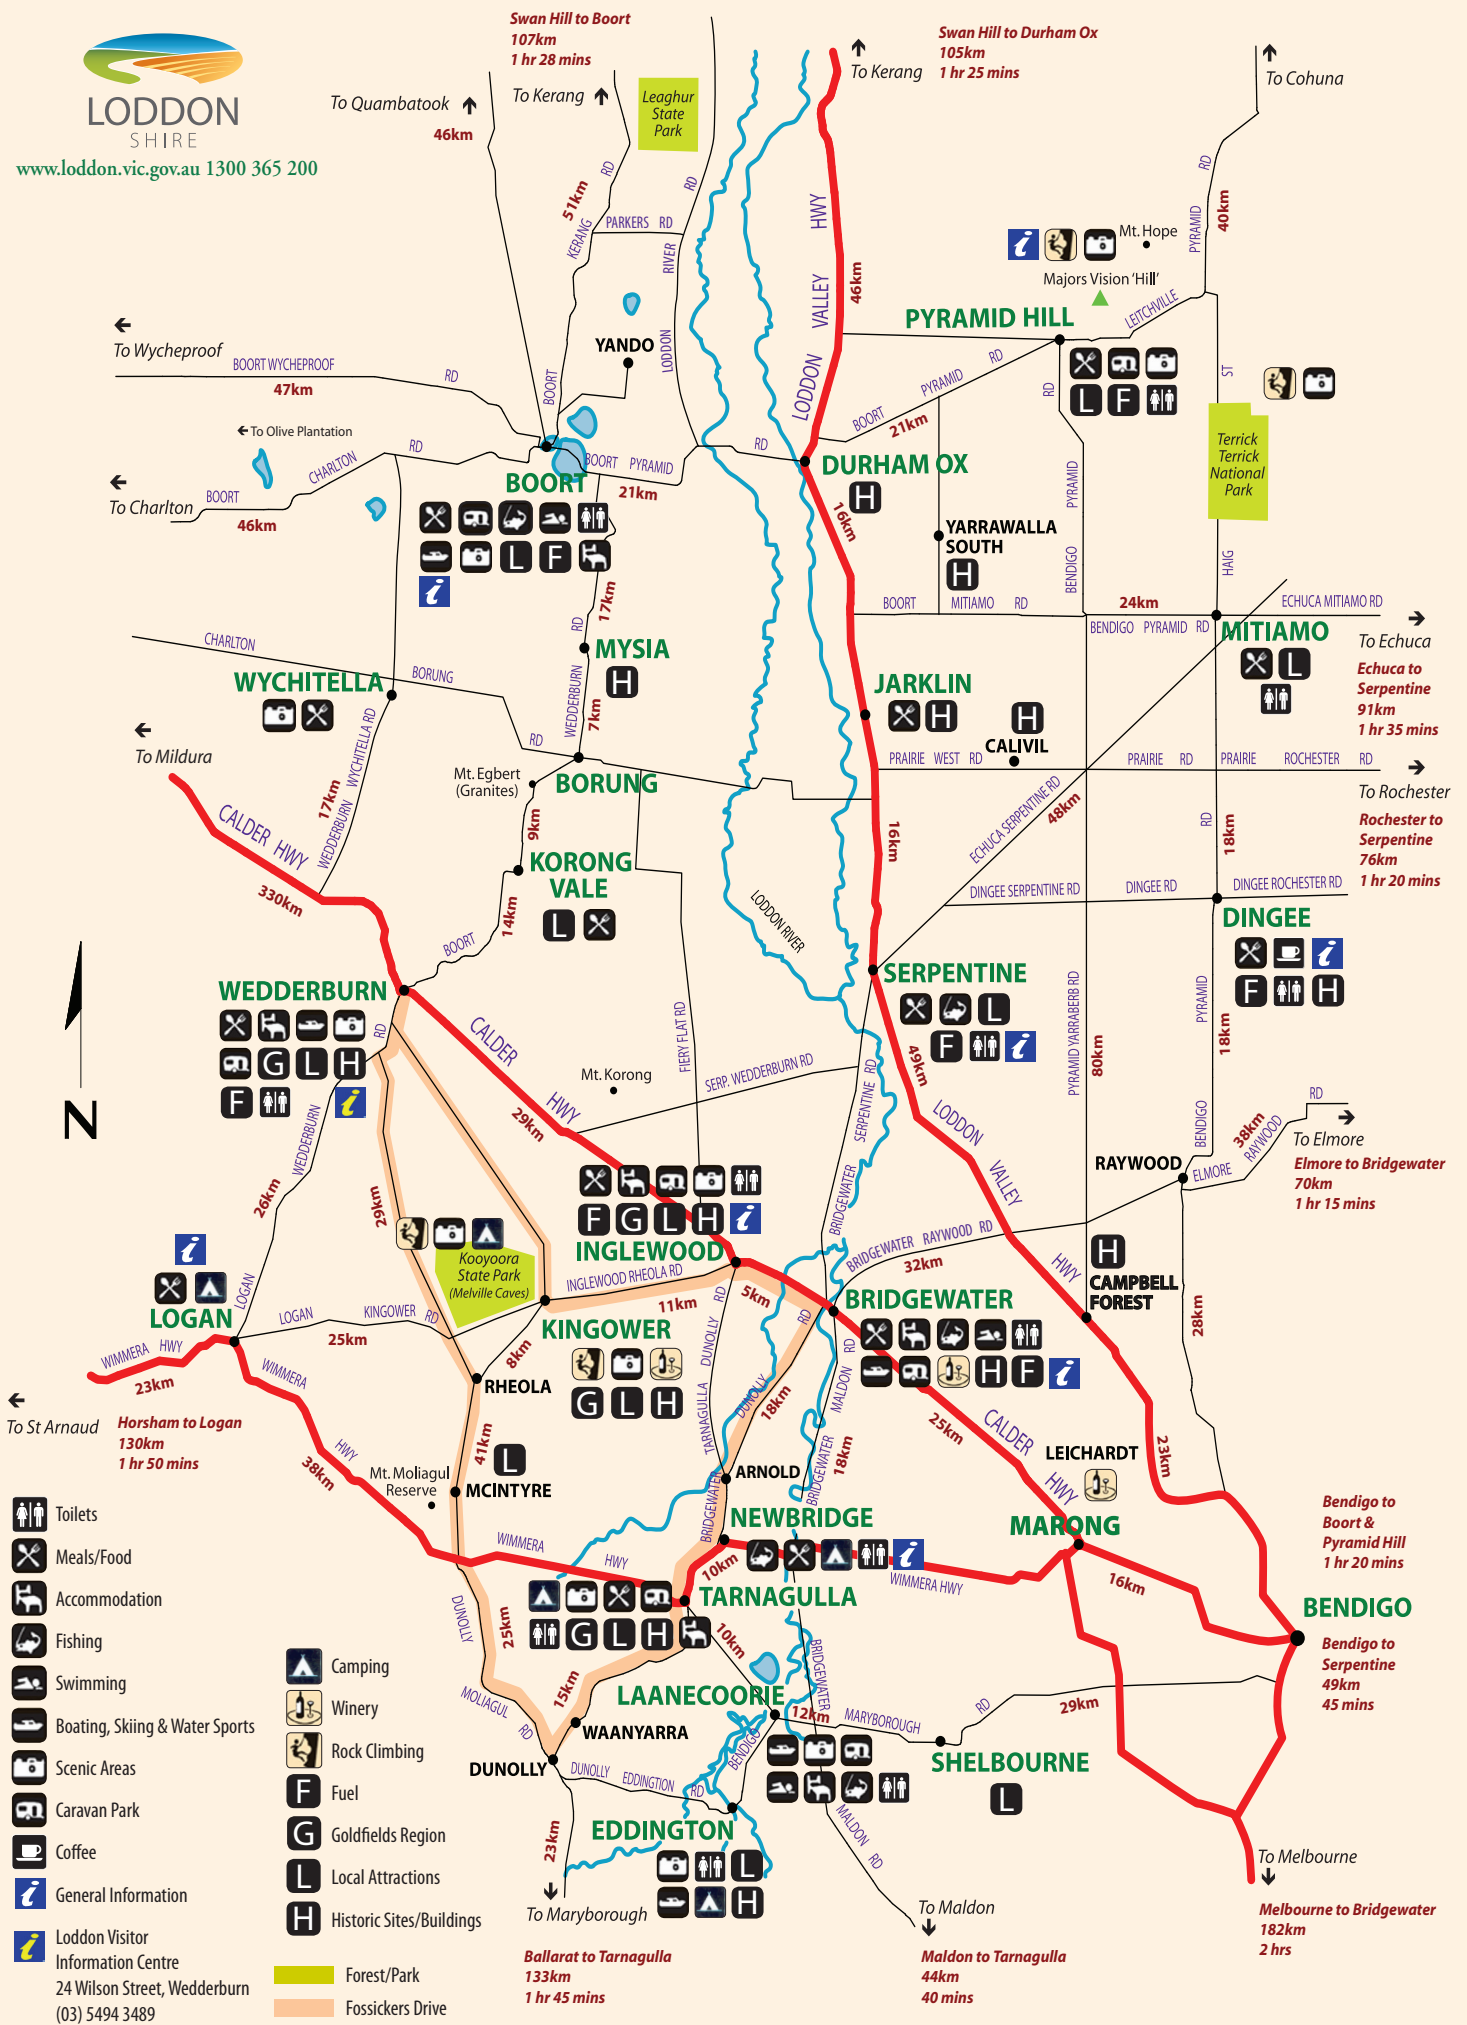 LODDON
SHIRE
www.loddon.vic.gov.au 1300 365 200
Swan Hill to Boort
107km
1 hr 28 mins
Swan Hill to Durham Ox
105km
1 hr 25 mins
To Quambatook
46km
To Kerang
Leaghur
State
Park
To Kerang
To Cohuna
51km
KERANG
RD
PARKERS RD
RIVER
RD
LODDON
HWY
VALLEY
LODDON
46km
RD
PYRAMID
40km
Mt. Hope
Majors Vision 'Hill'
PYRAMID HILL
LEITCHVILLE
To Wycheproof
BOORT WYCHEPROOF
RD
47km
YANDO
BOORT
BOORT
PYRAMID
RD
21km
RD
ST
L
F
Terrick
Terrick
National
Park
To Olive Plantation
CHARLTON
RD
BOORT
To Charlton
46km
BOORT PYRAMID
RD
21km
BOORT
L
F
i
DURHAM OX
H
16km
YARRAWALLA
SOUTH
H
PYRAMID
BENDIGO
HAIG
BOORT
MITIAMO
RD
24km
BENDIGO PYRAMID RD
ECHUCA MITIAMO RD
To Echuca
MITIAMO
L
Echuca to
Serpentine
91km
1 hr 35 mins
17km
RD
MYSIA
H
WEDDERBURN
7km
CHARLTON
BORUNG
RD
WYCHITELLA
To Mildura
WEDDERBURN WYCHITELLA RD
17km
Mt. Egbert
(Granites)
BORUNG
JARKLIN
H
H
CALIVIL
PRAIRIE WEST RD
PRAIRIE RD
PRAIRIE ROCHESTER RD
To Rochester
Rochester to
Serpentine
76km
1 hr 20 mins
CALDER HWY
330km
9km
KORONG
VALE
L
14km
BOORT
16km
ECHUCA SERPENTINE RD
48km
RD
18km
DINGEE SERPENTINE RD
DINGEE RD
DINGEE ROCHESTER RD
DINGEE
i
F
H
LODDON RIVER
WEDDERBURN
G
L
H
F
i
RD
CALDER
HWY
29km
Mt. Korong
FIERY FLAT RD
SERP. WEDDERBURN RD
SERPENTINE
L
F
i
49km
PYRAMID YARRABERB RD
80km
PYRAMID
18km
BENDIGO
SERPENTINE RD
BRIDGEWATER
LODDON
VALLEY
HWY
RD
38km
RAYWOOD
ELMORE
To Elmore
RAYWOOD
Elmore to Bridgewater
70km
1 hr 15 mins
N
WEDDERBURN
26km
LOGAN
29km
i
LOGAN
Kooyoora
State Park
(Melville Caves)
F
G
L
H
i
INGLEWOOD
INGLEWOOD RHEOLA RD
11km
5km
BRIDGEWATER RAYWOOD RD
32km
H
CAMPBELL
FOREST
28km
LOGAN
KINGOWER
RD
25km
WIMMERA HWY
23km
WIMMERA
To St Arnaud
Horsham to Logan
130km
1 hr 50 mins
HWY
38km
KINGOWER
G
L
H
8km
RHEOLA
RD
DUNOLLY
TARNAGULLA
RD
DUNOLLY
18km
BRIDGEWATER
BRIDGEWATER
H
F
i
RD
MALDON
BRIDGEWATER
18km
25km
CALDER
HWY
LEICHARDT
23km
41km
L
Mt. Moliagul
Reserve
MCINTYRE
ARNOLD
NEWBRIDGE
i
MARONG
WIMMERA
HWY
10km
WIMMERA HWY
16km
Bendigo to
Boort &
Pyramid Hill
1 hr 20 mins
BENDIGO
Bendigo to
Serpentine
49km
45 mins
TARNAGULLA
G
L
H
10km
DUNOLLY
25km
MOLIAGUL
RD
15km
WAANYARRA
DUNOLLY
LAANECOORIE
BRIDGEWATER
12km
MARYBOROUGH
RD
29km
SHELBOURNE
L
BENDIGO
DUNOLLY EDDINGTON RD
EDDINGTON
L
H
23km
To Maryborough
MALDON RD
To Maldon
To Melbourne
Melbourne to Bridgewater
182km
2 hrs
Ballarat to Tarnagulla
133km
1 hr 45 mins
Maldon to Tarnagulla
44km
40 mins
Toilets
Meals/Food
Accommodation
Fishing
Swimming
Boating, Skiing & Water Sports
Scenic Areas
Caravan Park
Coffee
i General Information
i Loddon Visitor
Information Centre
24 Wilson Street, Wedderburn
(03) 5494 3489
Camping
Winery
Rock Climbing
F Fuel
G Goldfields Region
L Local Attractions
H Historic Sites/Buildings
Forest/Park
Fossickers Drive